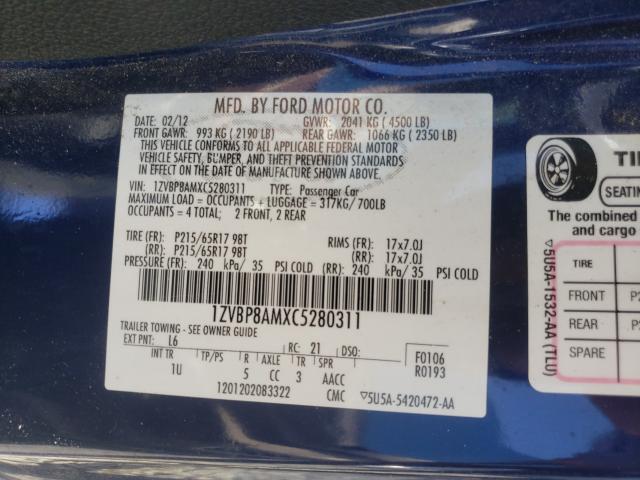 MFD. BY FORD MOTOR CO.
DATE: 02/12 GVWR: 2041 KG ( 4500 LB)
FRONT GAWR: 993 KG ( 2190 LB) REAR GAWR: 1066 KG ( 2350 LB)
THIS VEHICLE CONFORMS TO ALL APPLICABLE FEDERAL MOTOR
VEHICLE SAFETY, BUMPER, AND THEFT PREVENTION STANDARDS
IN EFFECT ON THE DATE OF MANUFACTURE SHOWN ABOVE.
VIN: 1ZVBP8AMXC5280311 TYPE: Passenger Car
MAXIMUM LOAD = OCCUPANTS + LUGGAGE = 317KG/ 700LB
OCCUPANTS = 4 TOTAL; 2 FRONT, 2 REAR
TIRE (FR): P215/65R17 98T RIMS (FR): 17x7.0J
(RR): P215/65R17 98T (RR): 17x7.0J
PRESSURE (FR): 240 kPa/ 35 PSI COLD (RR): 240 kPa/ 35 PSI COLD
1ZVBP8AMXC5280311
TRAILER TOWING - SEE OWNER GUIDE
EXT PNT: L6 RC: 21 DSO: F0106
INT TR TP/PS R AXLE TR SPR R0193
1U 5 CC 3 AACC
1201202083322 CMC ▽5U5A-5420472-AA
▽5U5A-1532-AA (TLU)
TIR
SEATIN
The combined
and cargo
TIRE
FRONT P2
REAR P2
SPARE